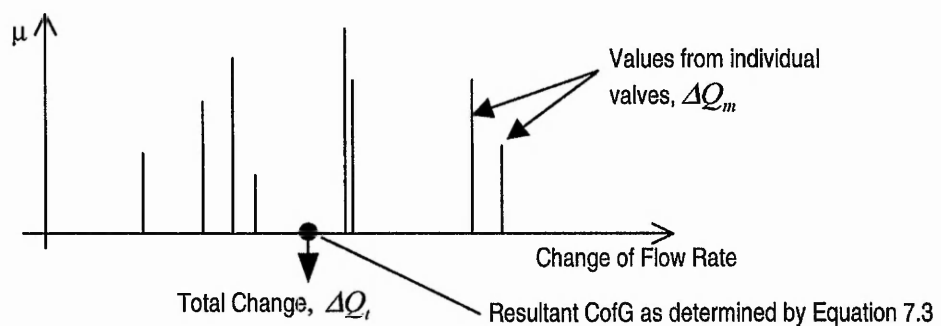 μ
Values from individual
valves, ΔQm
Change of Flow Rate
Total Change, ΔQt
Resultant CofG as determined by Equation 7.3